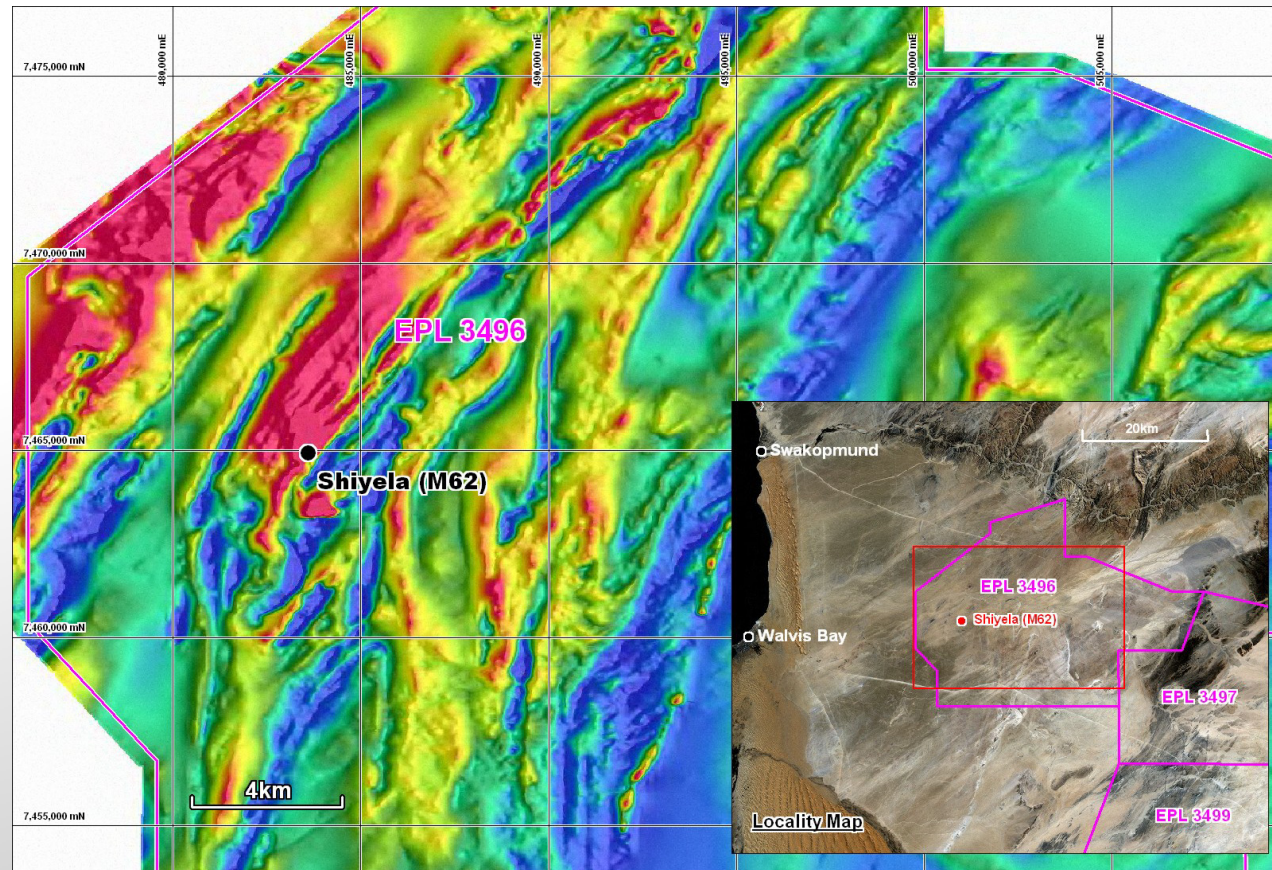 480,000 mE
485,000 mE
490,000 mE
495,000 mE
500,000 mE
505,000 mE
7,475,000 mN
7,470,000 mN
EPL 3496
7,465,000 mN
Shiyela (M62)
7,460,000 mN
4km
7,455,000 mN
20km
Swakopmund
EPL 3496
Shiyela (M62)
Walvis Bay
EPL 3497
EPL 3499
Locality Map